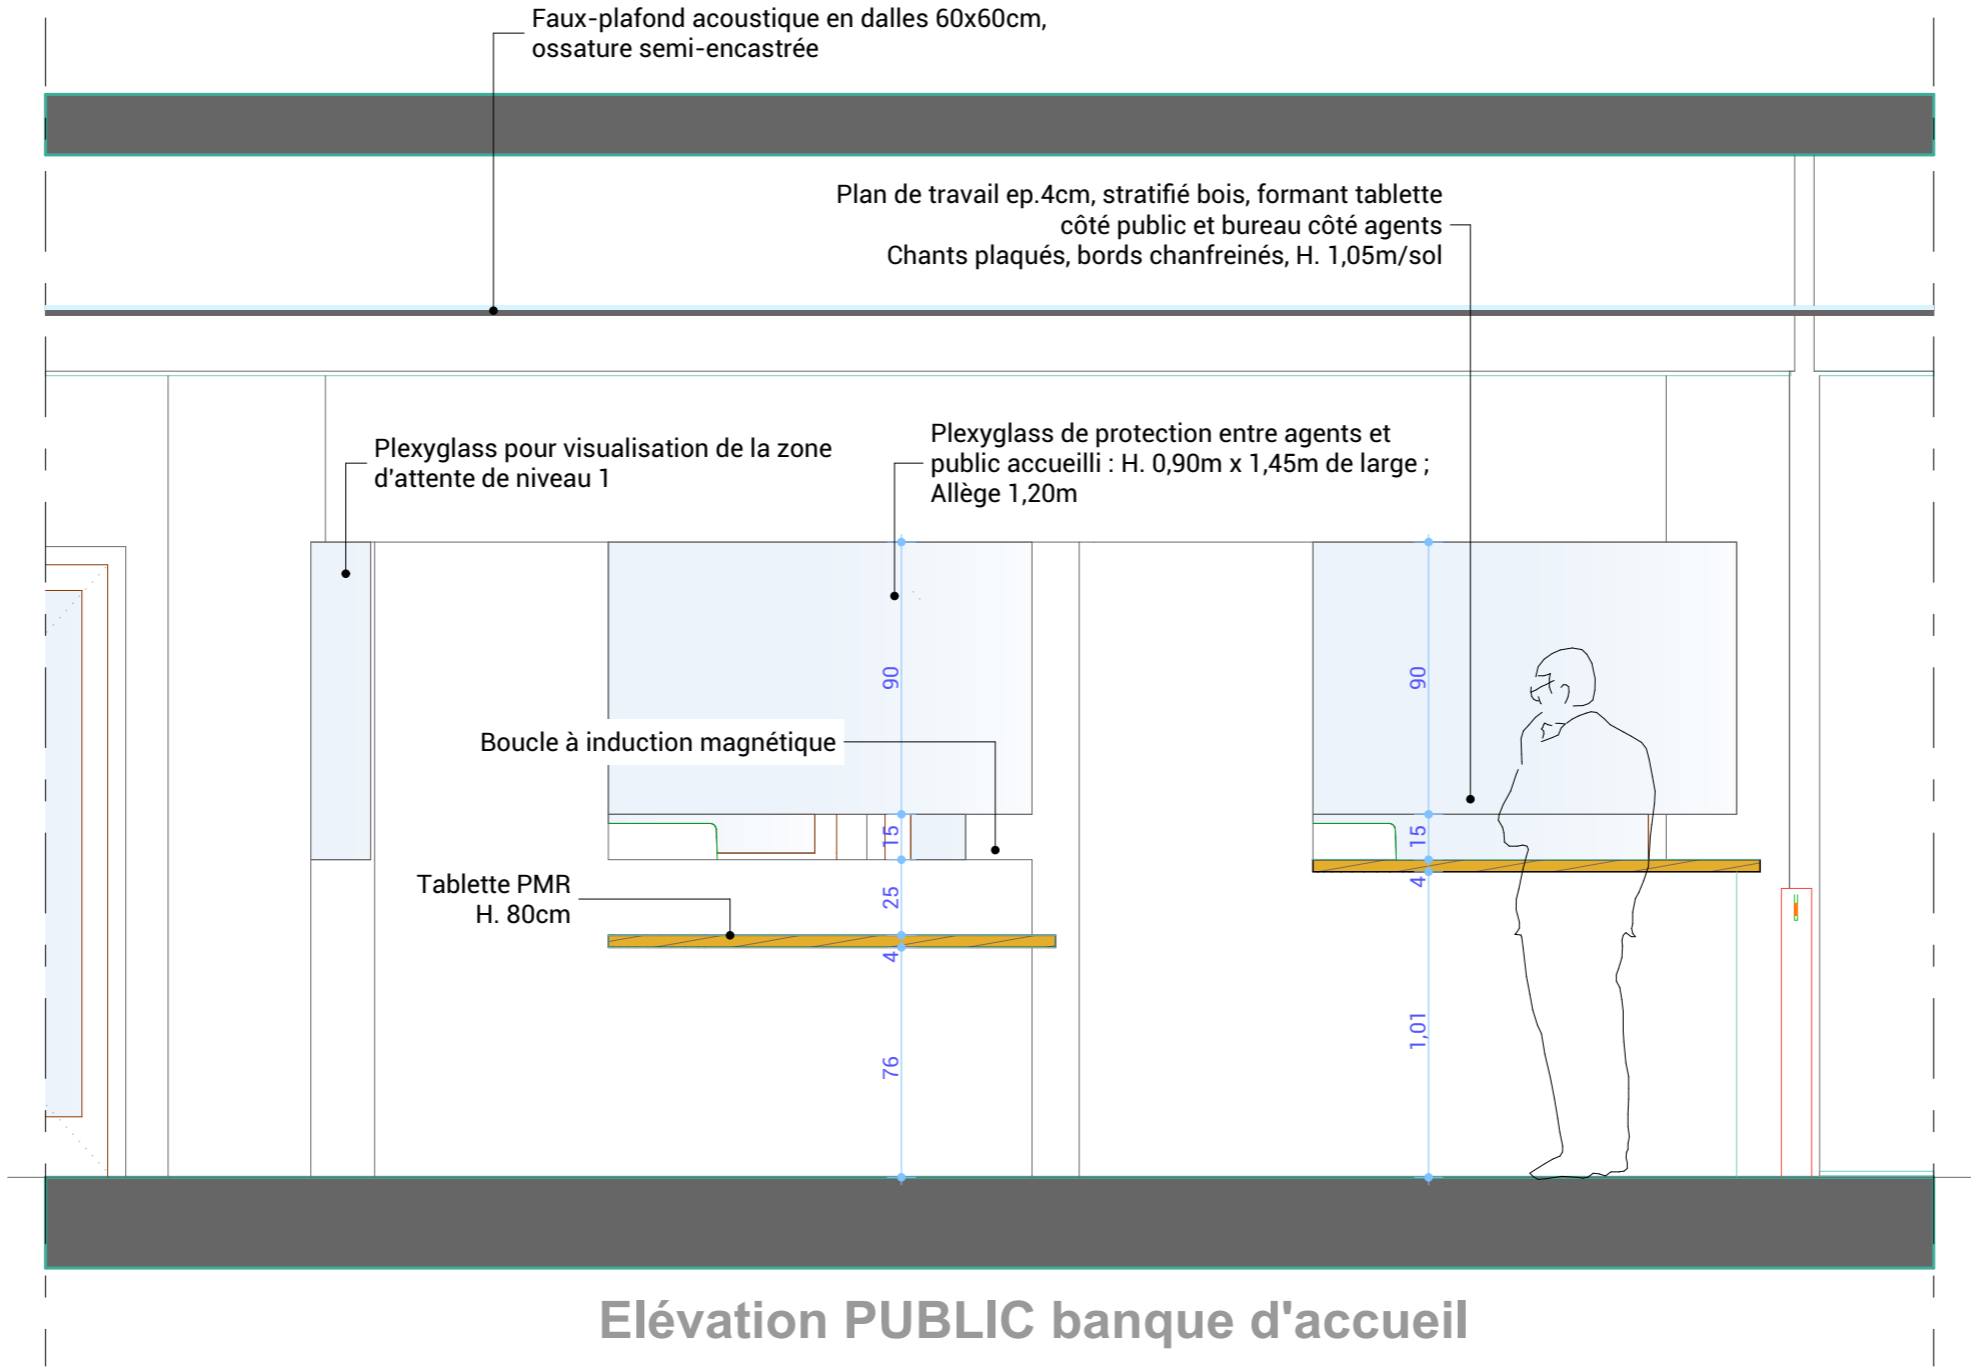 Faux-plafond acoustique en dalles 60x60cm,
ossature semi-encastrée
Plan de travail ep.4cm, stratifié bois, formant tablette
côté public et bureau côté agents
Chants plaqués, bords chanfreinés, H. 1,05m/sol
Plexyglass pour visualisation de la zone
d'attente de niveau 1
Plexyglass de protection entre agents et
public accueilli : H. 0,90m x 1,45m de large ;
Allège 1,20m
90
90
Boucle à induction magnétique
15
15
Tablette PMR
H. 80cm
25
4
4
1,01
76
Elévation PUBLIC banque d'accueil